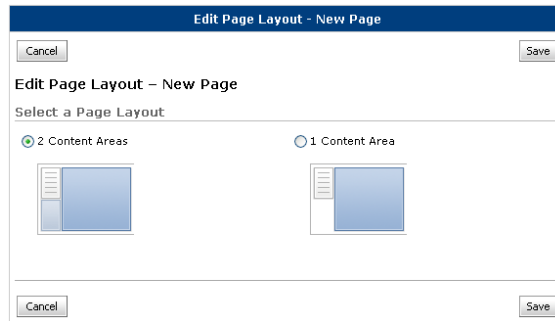 Edit Page Layout - New Page
Cancel Save
Edit Page Layout – New Page
Select a Page Layout
2 Content Areas 1 Content Area
Cancel Save